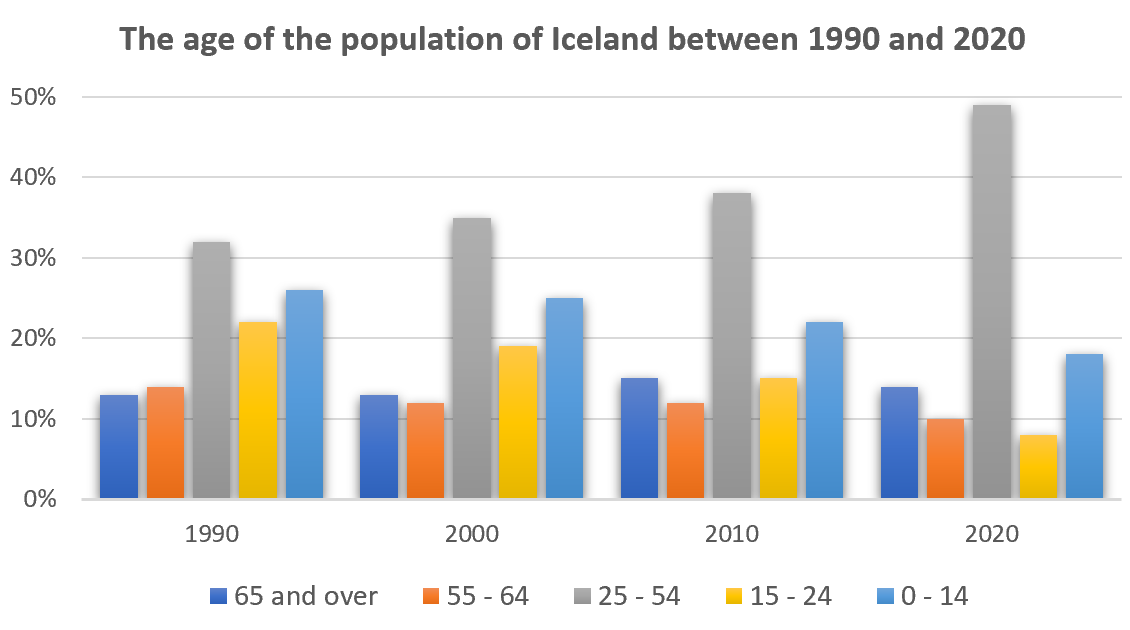 The age of the population of Iceland between 1990 and 2020
50%
40%
30%
20%
10%
0%
1990 2000 2010 2020
65 and over 55 - 64 25 - 54 15 - 24 0 - 14